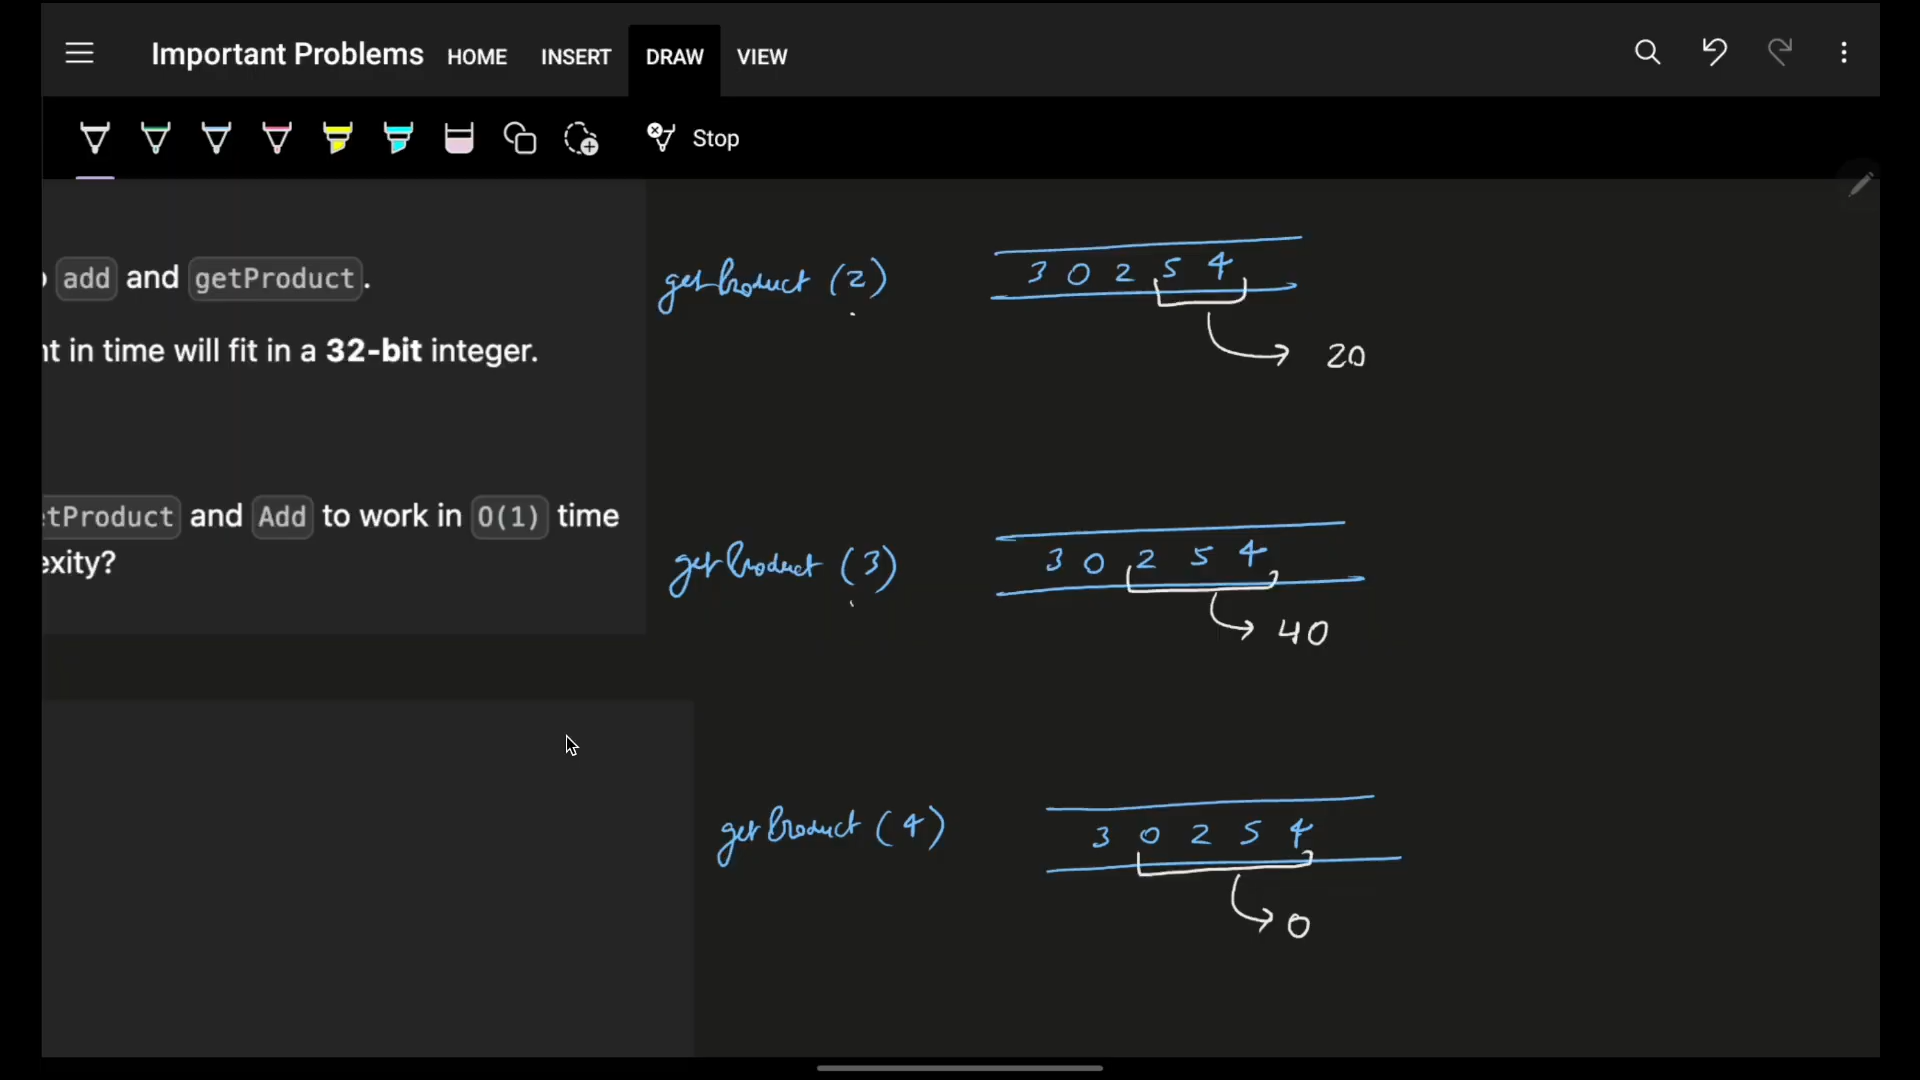 Important Problems HOME INSERT DRAW VIEW
Stop
add and getProduct.
nt in time will fit in a 32-bit integer.
tProduct and Add to work in O(1) time
exity?
getProduct (2)
3 0 2 5 4
20
getProduct (3)
3 0 2 5 4
40
getProduct (4)
3 0 2 5 4
0